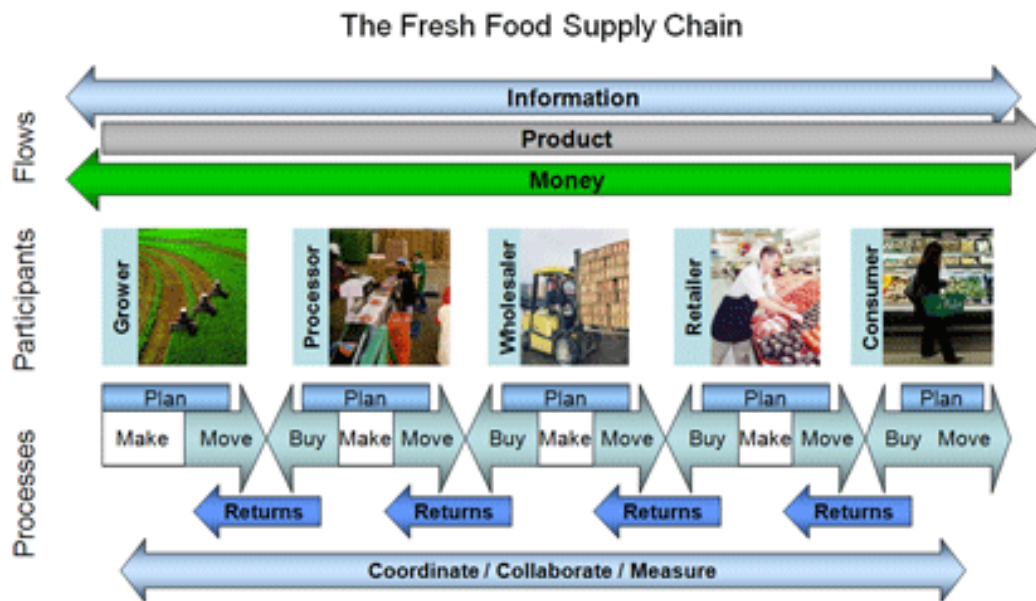 The Fresh Food Supply Chain
Flows
Information
Product
Money
Participants
Grower
Processor
Wholesaler
Retailer
Consumer
Processes
Plan
Plan
Plan
Plan
Plan
Make Move
Buy Make Move
Buy Make Move
Buy Make Move
Buy Move
Returns
Returns
Returns
Returns
Coordinate / Collaborate / Measure